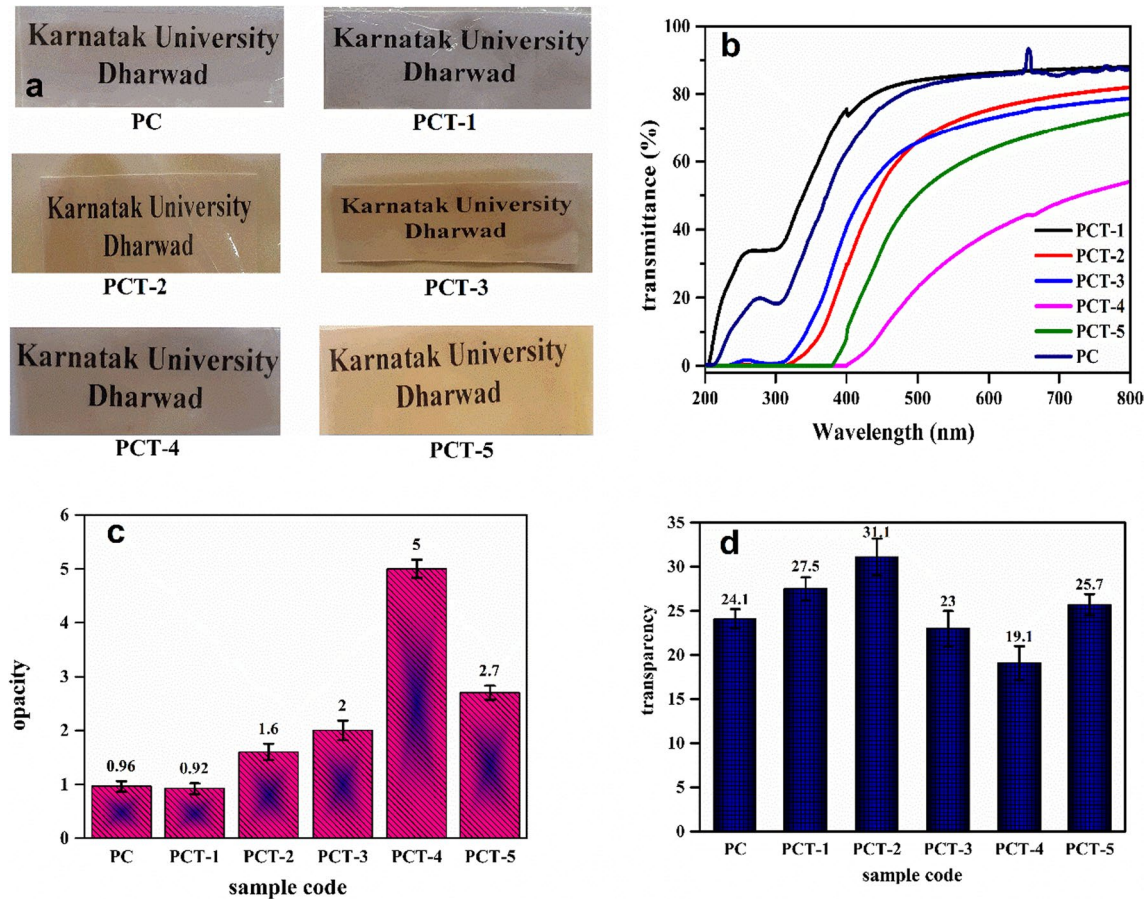 a
Karnatak University
Dharwad
PC
Karnatak University
Dharwad
PCT-1
Karnatak University
Dharwad
PCT-2
Karnatak University
Dharwad
PCT-3
Karnatak University
Dharwad
PCT-4
Karnatak University
Dharwad
PCT-5
b
transmittance (%)
100
80
60
40
20
0
200 300 400 500 600 700 800
Wavelength (nm)
PCT-1
PCT-2
PCT-3
PCT-4
PCT-5
PC
c
opacity
6
5
4
3
2
1
0
0.96
0.92
1.6
2
5
2.7
PC PCT-1 PCT-2 PCT-3 PCT-4 PCT-5
sample code
d
transparency
35
30
25
20
15
10
5
0
24.1
27.5
31.1
23
19.1
25.7
PC PCT-1 PCT-2 PCT-3 PCT-4 PCT-5
sample code